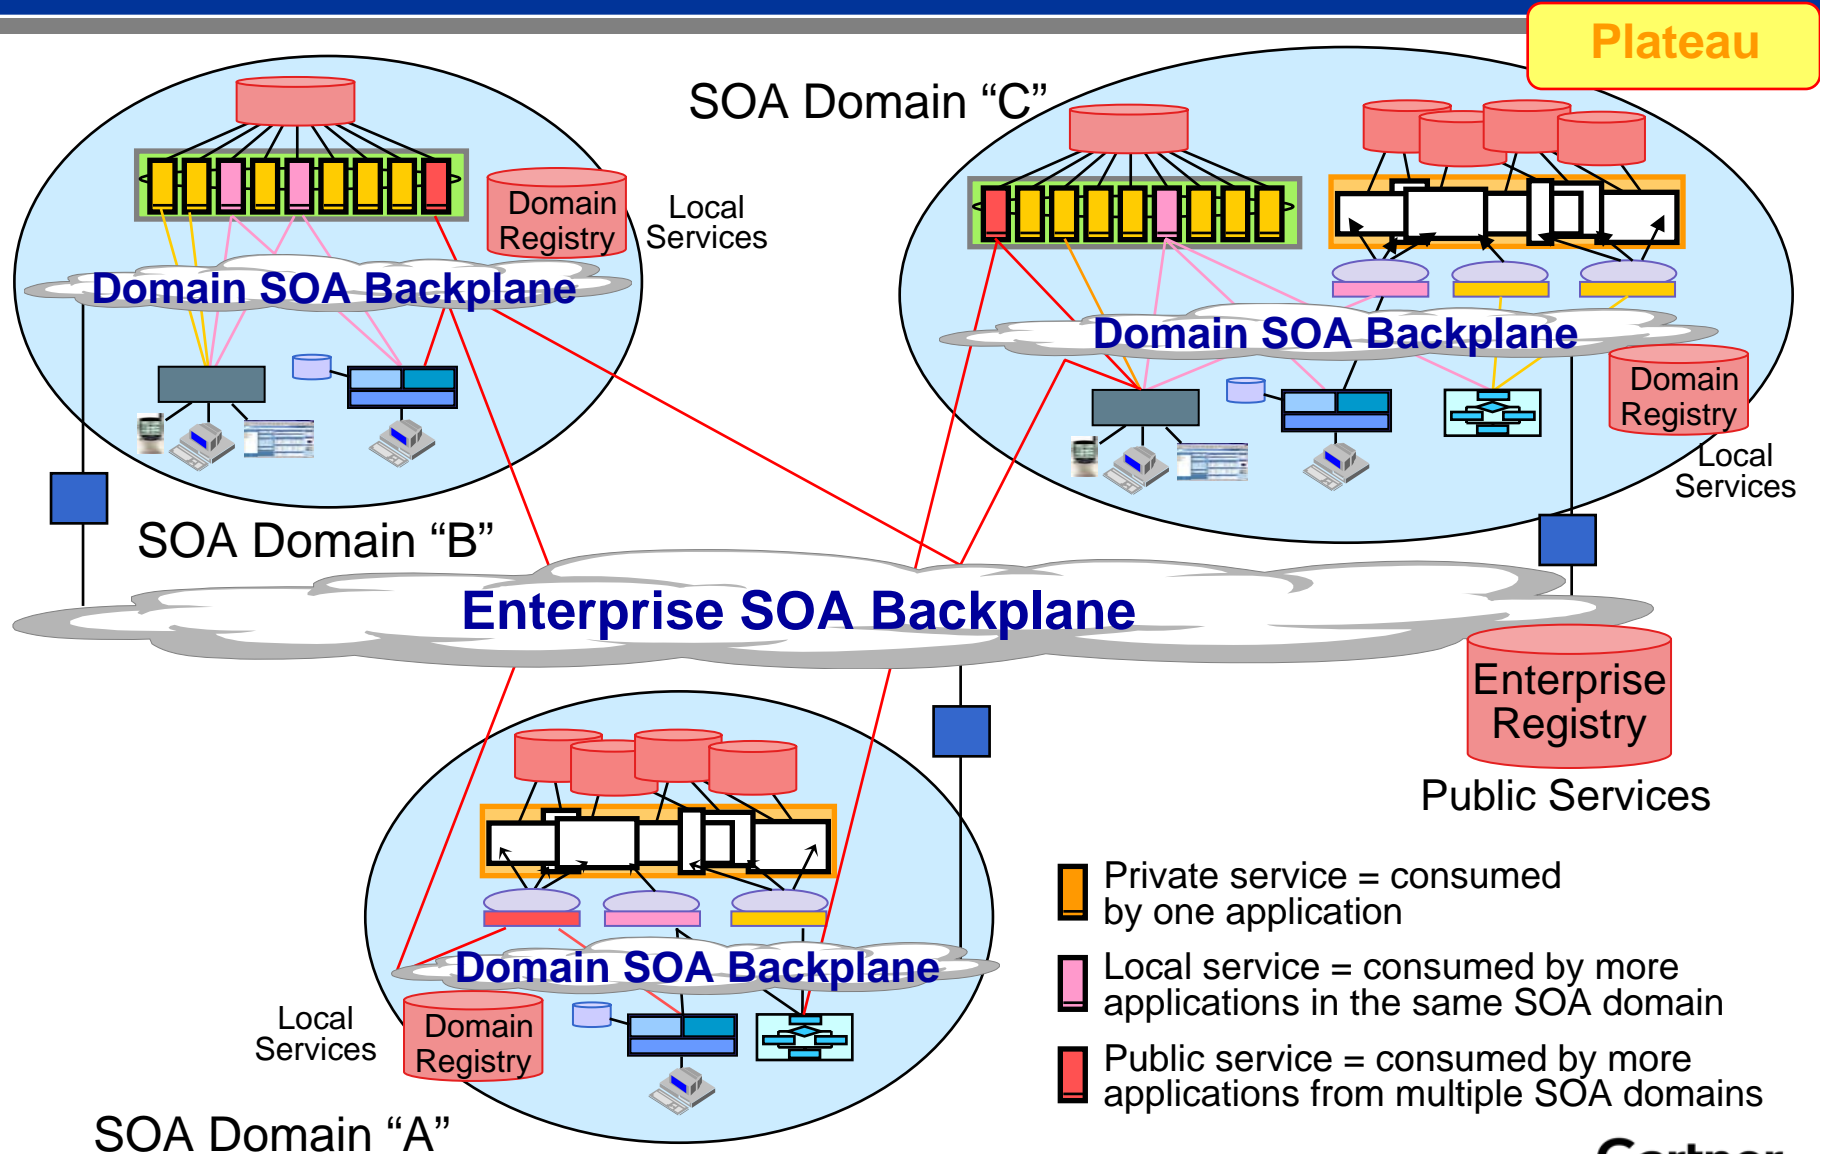 Plateau
SOA Domain “C”
Domain
Registry
Local
Services
Domain SOA Backplane
Domain SOA Backplane
Domain
Registry
Local
Services
SOA Domain “B”
Enterprise SOA Backplane
Enterprise
Registry
Public Services
Private service = consumed
by one application
Domain SOA Backplane
Local service = consumed by more
applications in the same SOA domain
Local
Services
Domain
Registry
Public service = consumed by more
applications from multiple SOA domains
SOA Domain “A”
Gartner